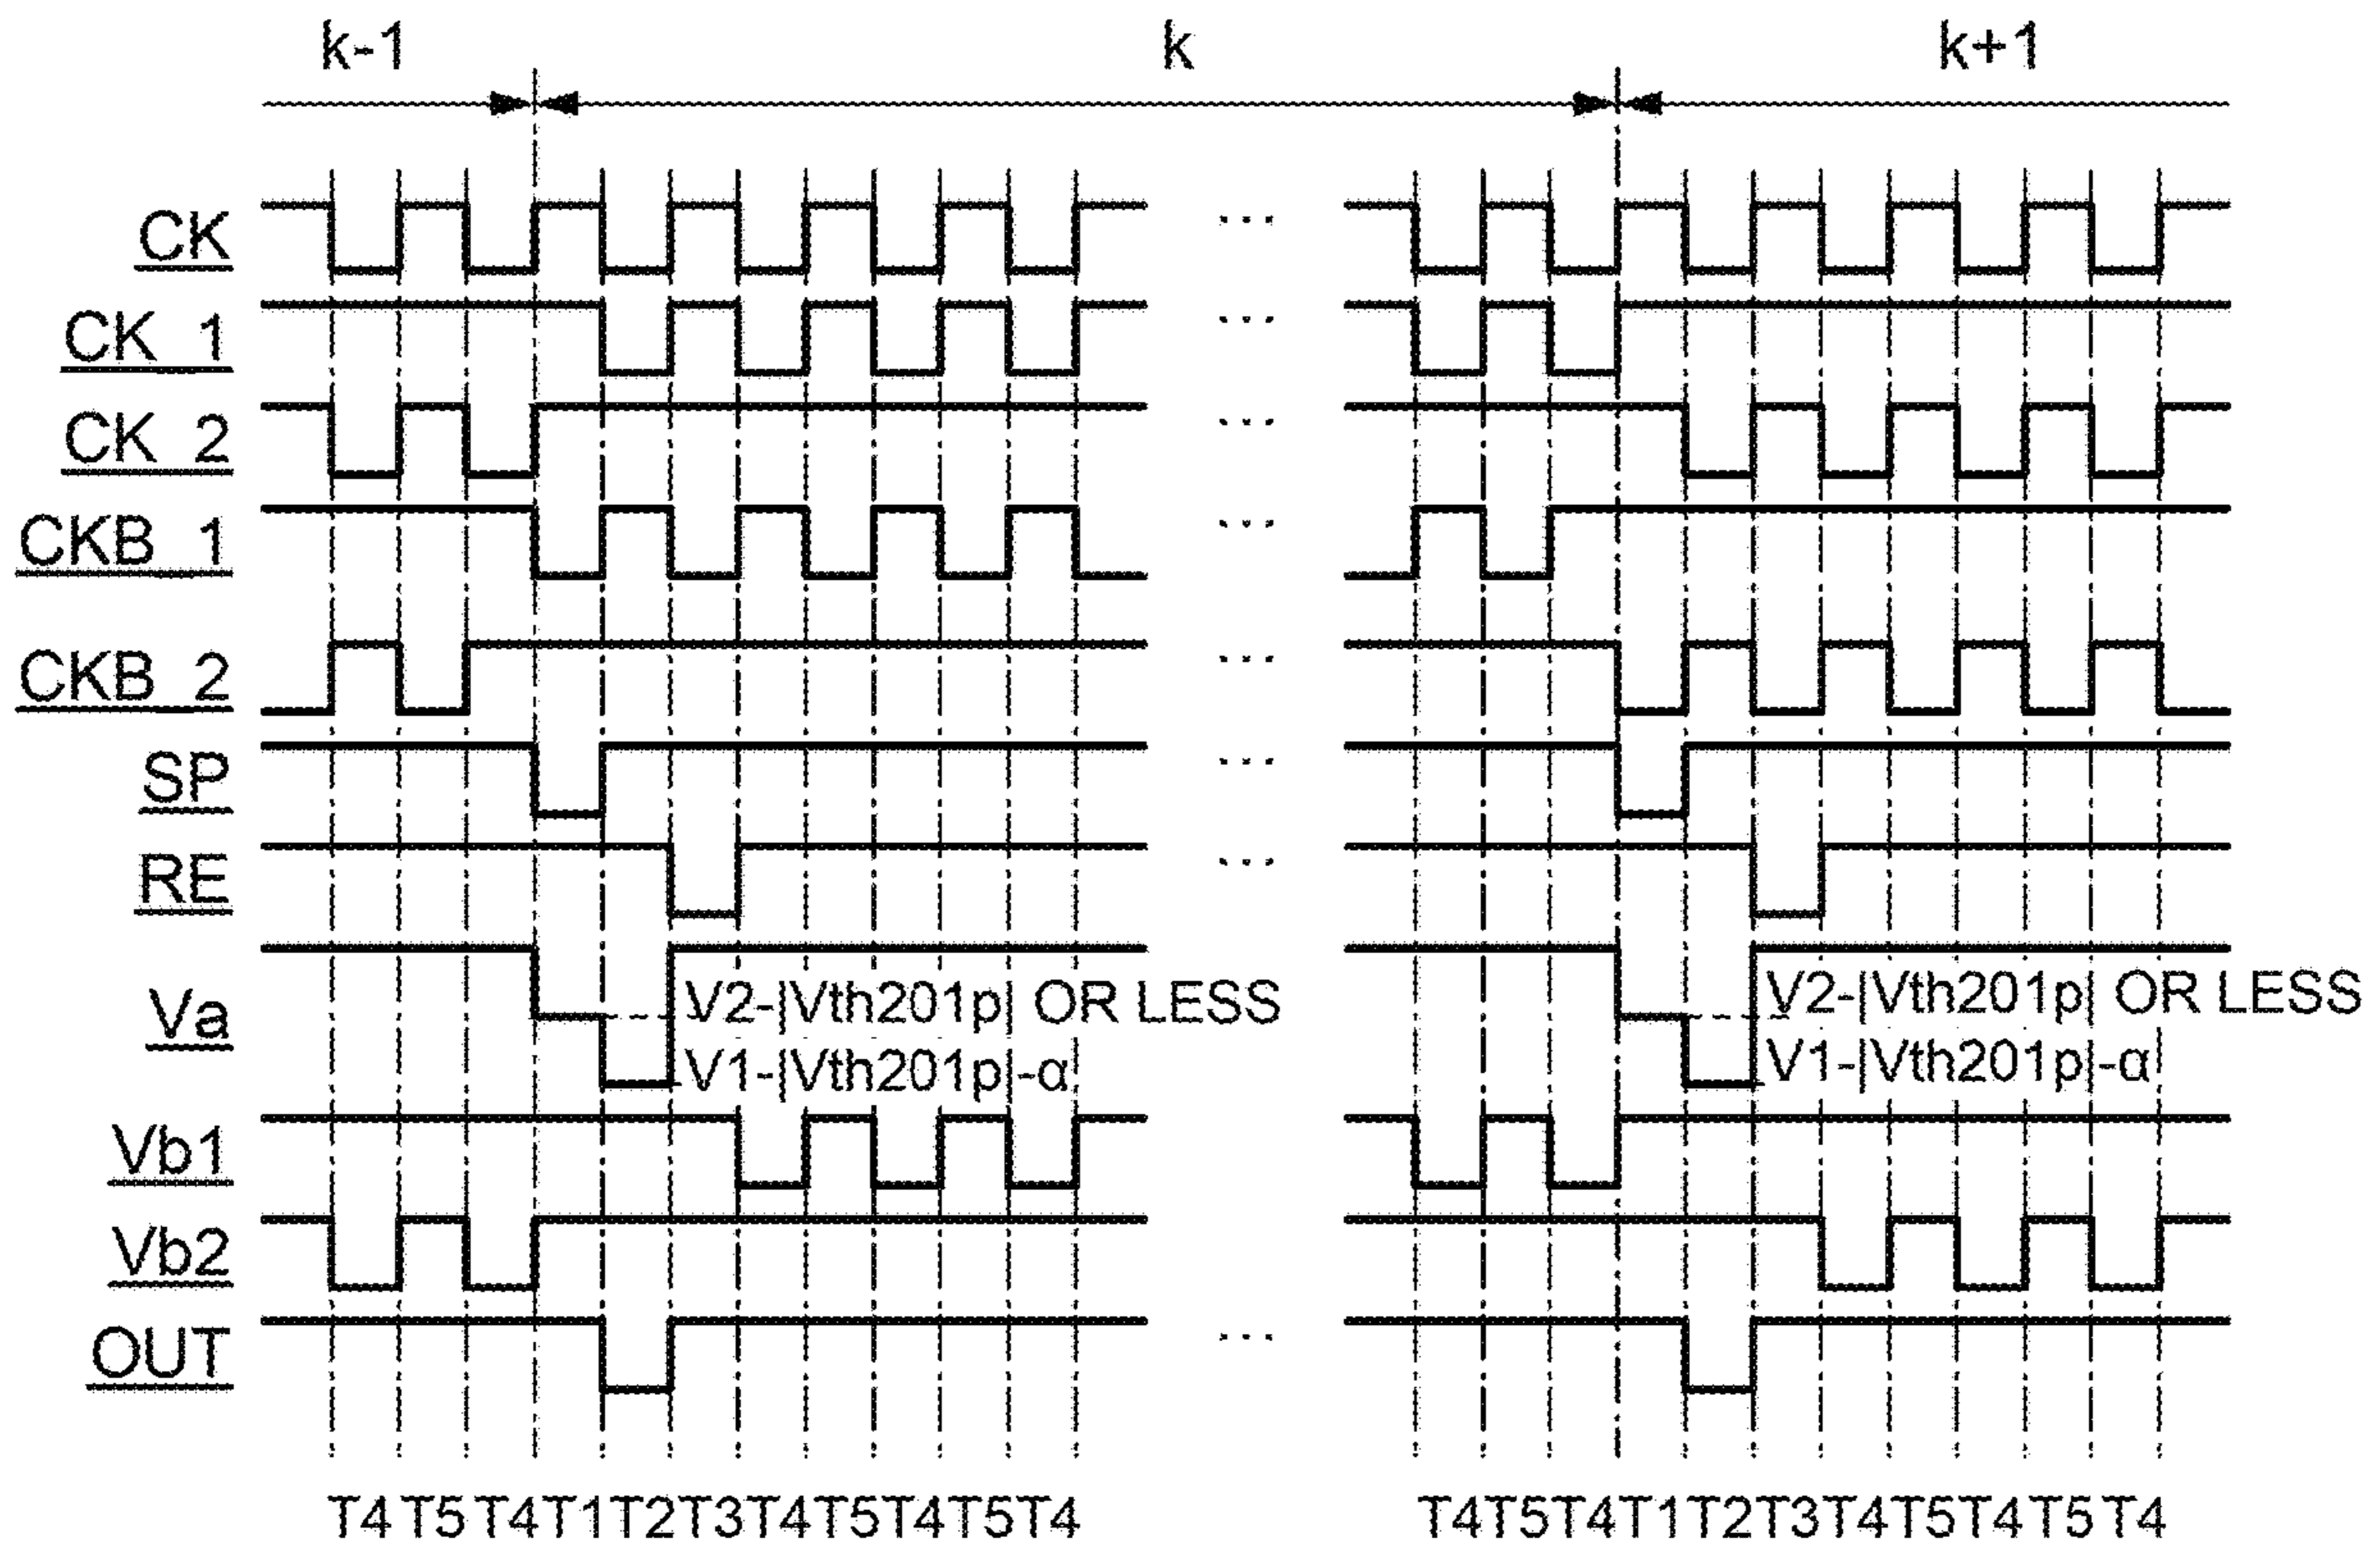 k-1 k k+1
CK
CK_1
CK_2
CKB_1
CKB_2
SP
RE
Va
V2-|Vth201p| OR LESS
V2-|Vth201p| OR LESS
V1-|Vth201p|-α
V1-|Vth201p|-α
Vb1
Vb2
OUT
T4 T5 T4 T1 T2 T3 T4 T5 T4 T5 T4 T4 T5 T4 T1 T2 T3 T4 T5 T4 T5 T4